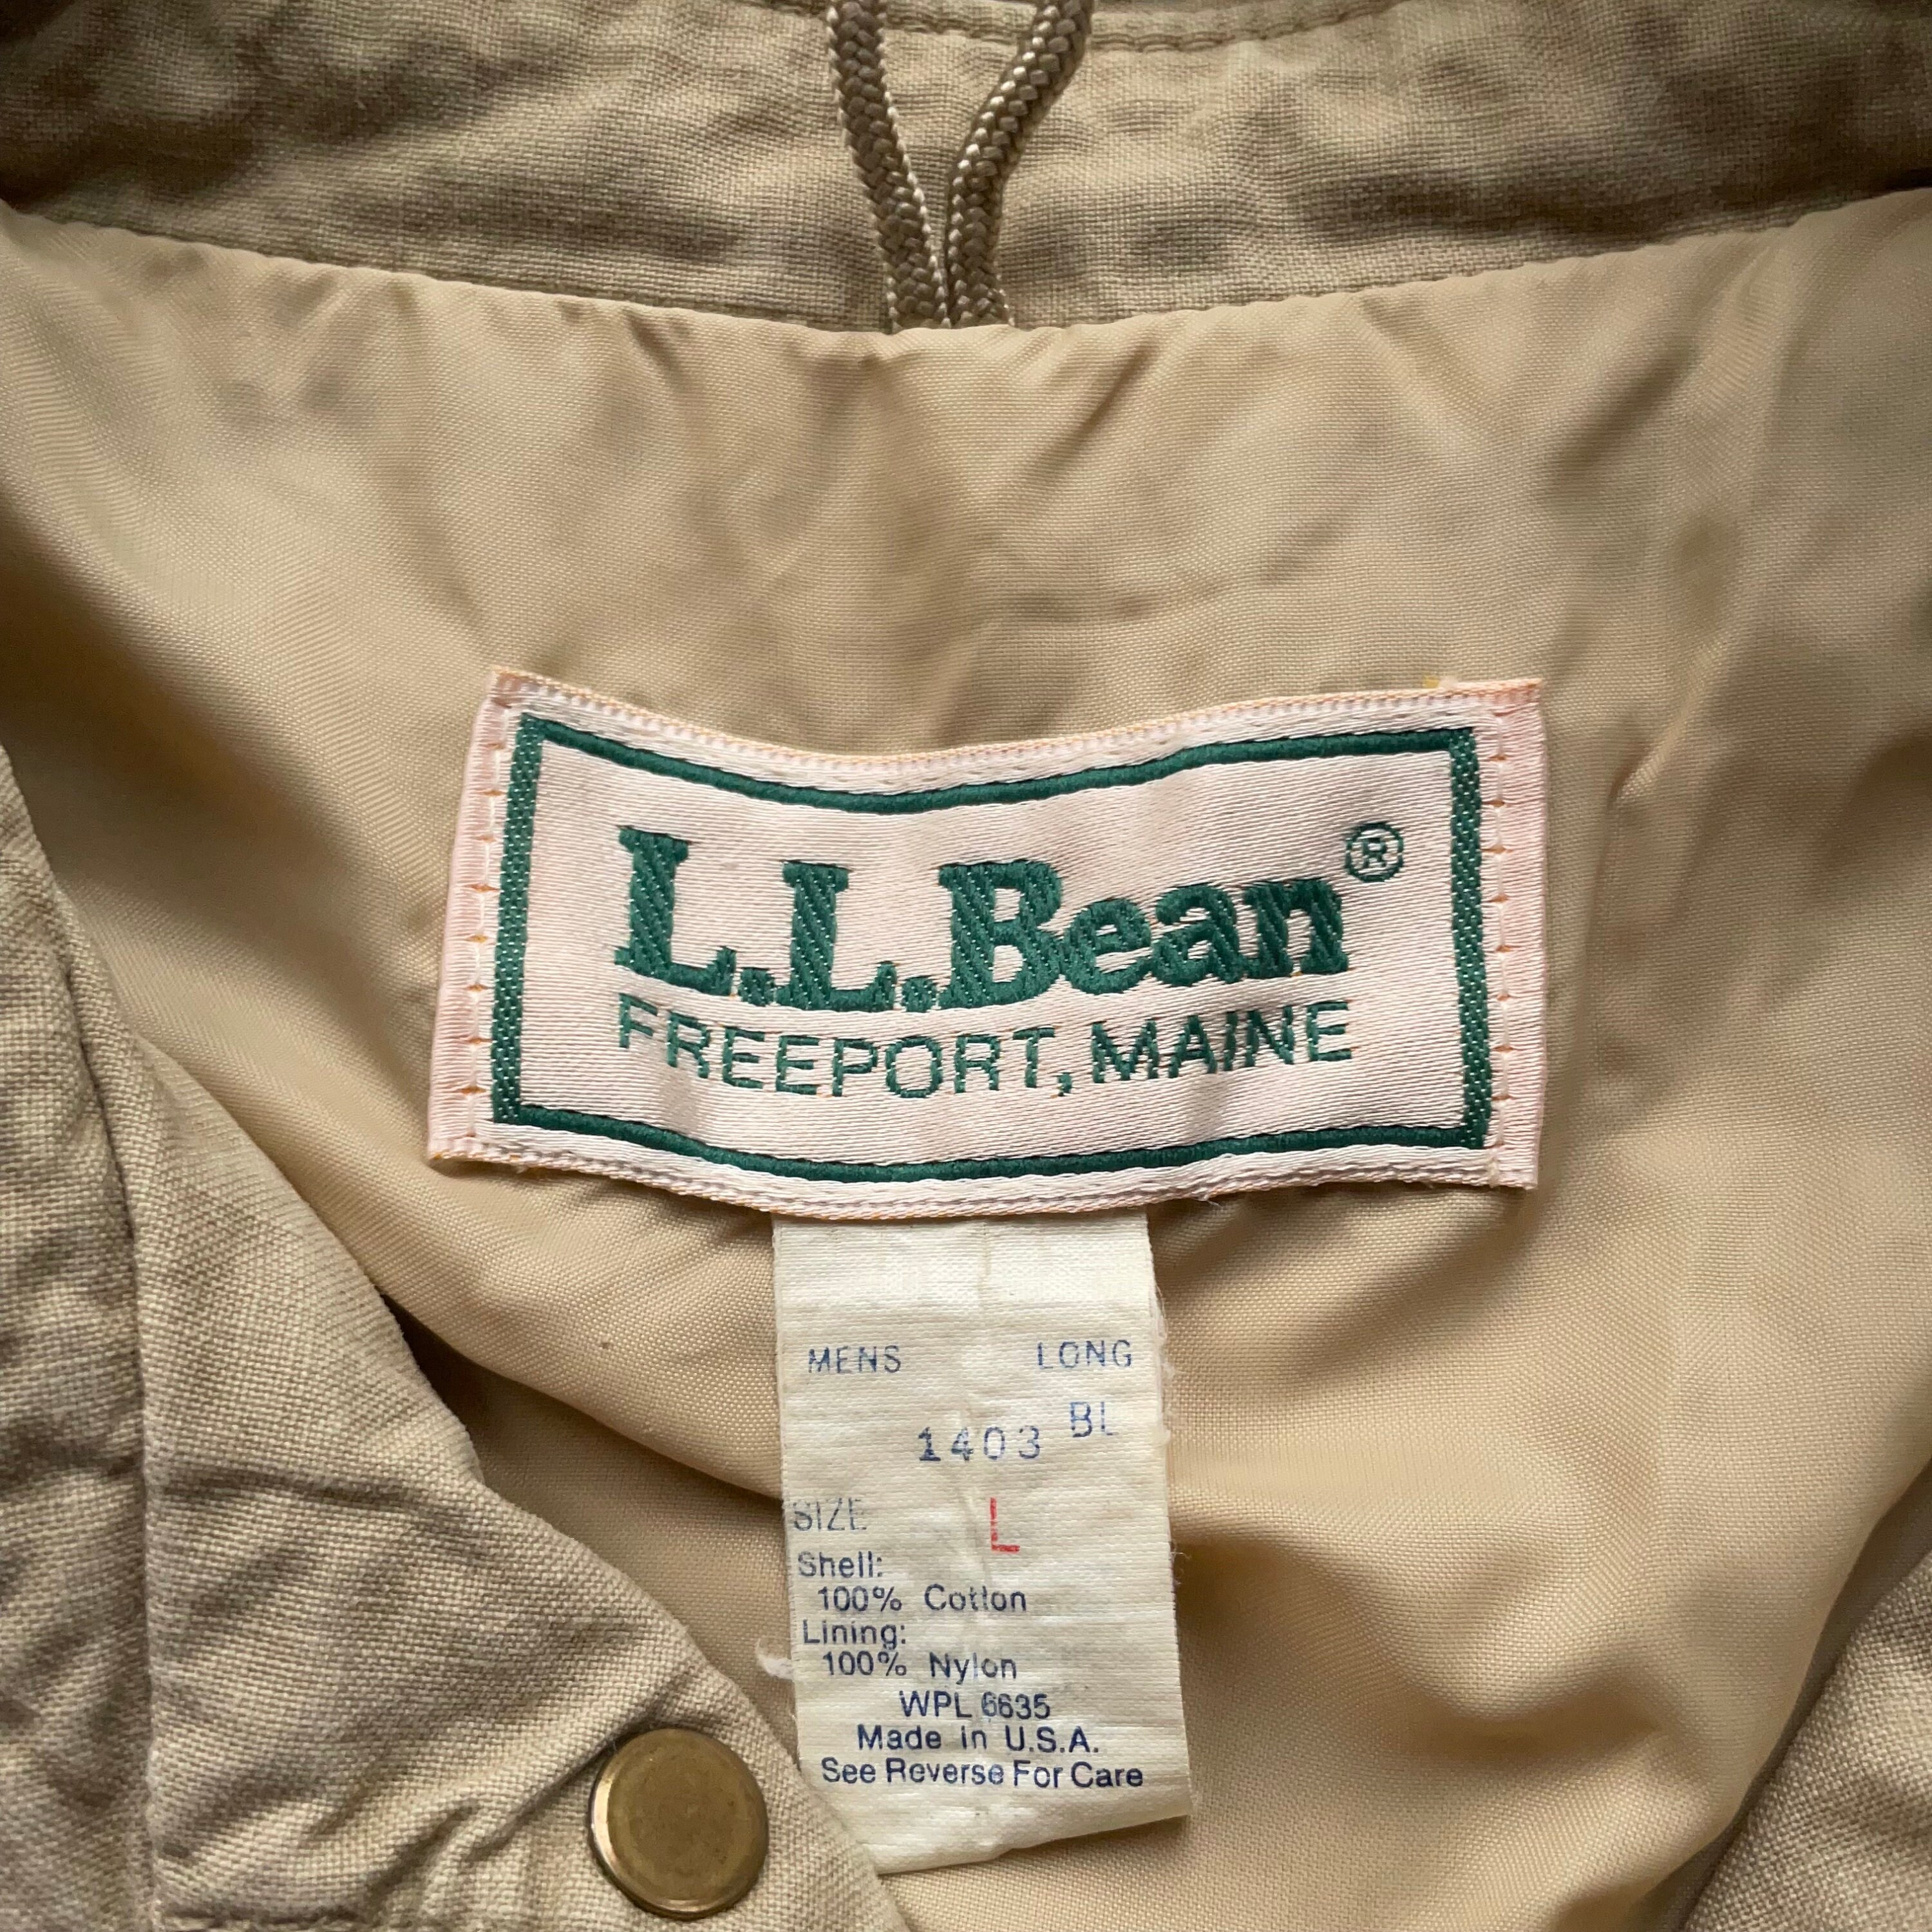 L.L.Bean®
FREEPORT, MAINE
MENS LONG
1403 BL
SIZE L
Shell:
100% Cotton
Lining:
100% Nylon
WPL 6635
Made in U.S.A.
See Reverse For Care